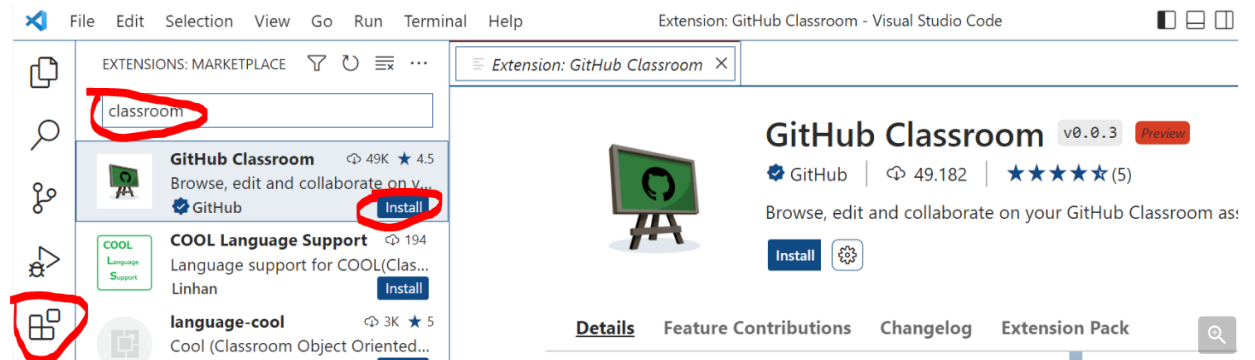 File Edit Selection View Go Run Terminal Help Extension: GitHub Classroom - Visual Studio Code
EXTENSIONS: MARKETPLACE
Extension: GitHub Classroom
classroom
GitHub Classroom 49K ★ 4.5
Browse, edit and collaborate on y...
GitHub Install
COOL Language Support 194
Language support for COOL(Clas...
Linhan Install
language-cool 3K ★ 5
Cool (Classroom Object Oriented...
COOL
Language
Support
GitHub Classroom v0.0.3 Preview
GitHub 49.182 (5)
Browse, edit and collaborate on your GitHub Classroom ass
Install
Details Feature Contributions Changelog Extension Pack